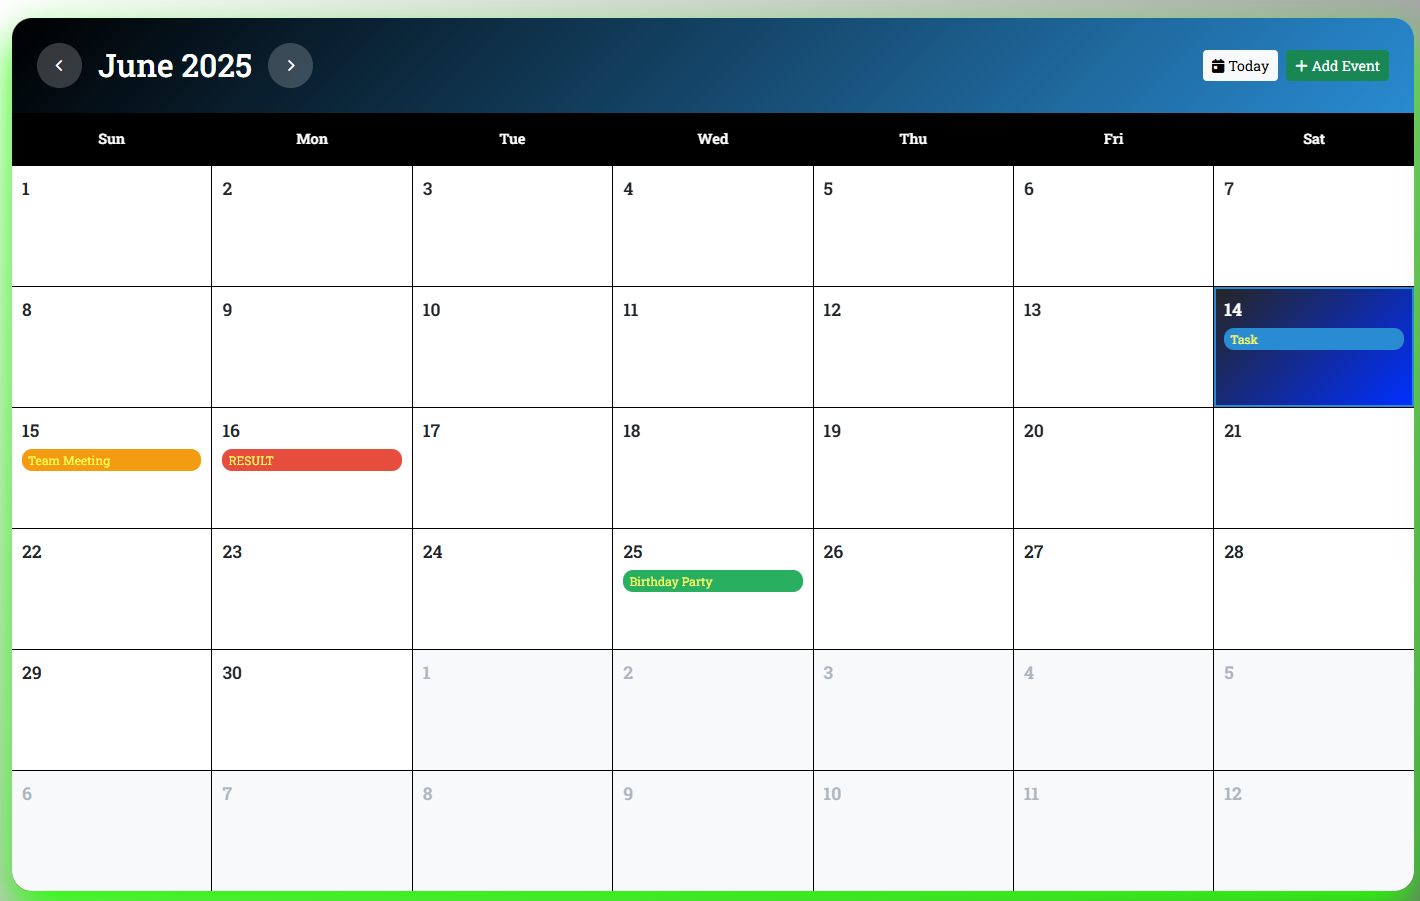 June 2025
Today
Add Event
Sun Mon Tue Wed Thu Fri Sat
1 2 3 4 5 6 7
8 9 10 11 12 13 14
Task
15 16 17 18 19 20 21
Team Meeting RESULT
22 23 24 25 26 27 28
Birthday Party
29 30 1 2 3 4 5
6 7 8 9 10 11 12